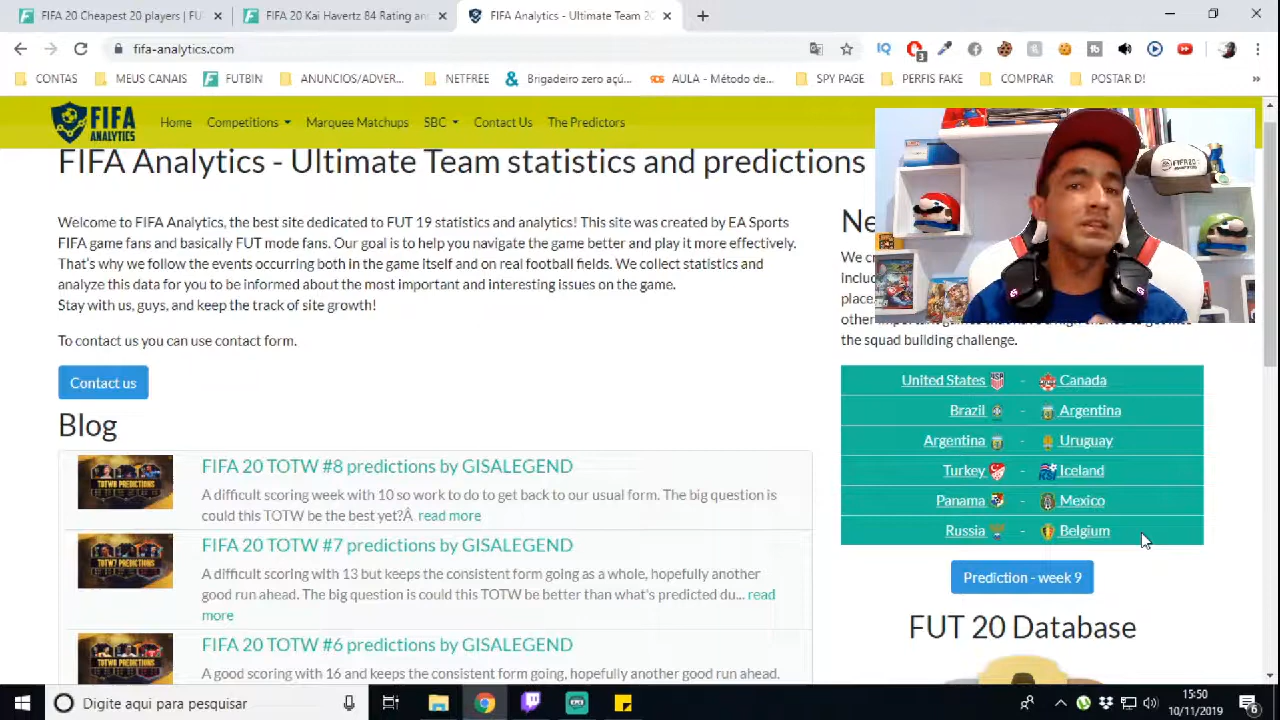 FIFA 20 Cheapest 20 players | FU
FIFA 20 Kai Havertz 84 Rating an
FIFA Analytics - Ultimate Team 2
fifa-analytics.com
CONTAS
MEUS CANAIS
FUTBIN
ANUNCIOS/ADVER...
NETFREE
Brigadeiro zero açú...
AULA - Método de...
SPY PAGE
PERFIS FAKE
COMPRAR
POSTAR D!
FIFA
ANALYTICS
Home
Competitions
Marquee Matchups
SBC
Contact Us
The Predictors
FIFA Analytics - Ultimate Team statistics and predictions
Welcome to FIFA Analytics, the best site dedicated to FUT 19 statistics and analytics! This site was created by EA Sports
FIFA game fans and basically FUT mode fans. Our goal is to help you navigate the game better and play it more effectively.
That's why we follow the events occurring both in the game itself and on real football fields. We collect statistics and
analyze this data for you to be informed about the most important and interesting issues on the game.
Stay with us, guys, and keep the track of site growth!
To contact us you can use contact form.
Contact us
Blog
FIFA 20 TOTW #8 predictions by GISALEGEND
A difficult scoring week with 10 so work to do to get back to our usual form. The big question is
could this TOTW be the best yet?Â read more
FIFA 20 TOTW #7 predictions by GISALEGEND
A difficult scoring with 13 but keeps the consistent form going as a whole, hopefully another
good run ahead. The big question is could this TOTW be better than what's predicted du... read
more
FIFA 20 TOTW #6 predictions by GISALEGEND
A good scoring with 16 and keeps the consistent form going, hopefully another good run ahead.
the squad building challenge.
United States - Canada
Brazil - Argentina
Argentina - Uruguay
Turkey - Iceland
Panama - Mexico
Russia - Belgium
Prediction - week 9
FUT 20 Database
Digite aqui para pesquisar
15:50
10/11/2019